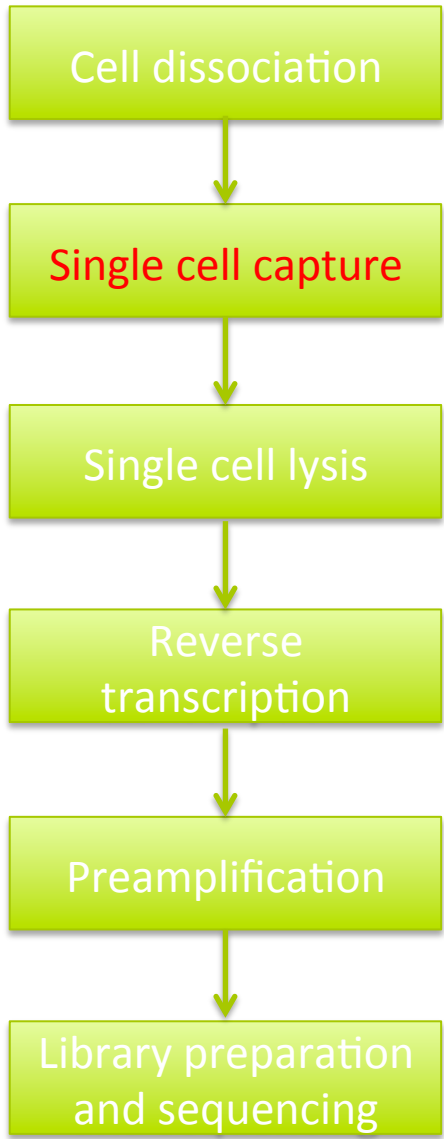 Cell dissociation
Single cell capture
Single cell lysis
Reverse
transcription
Preamplification
Library preparation
and sequencing